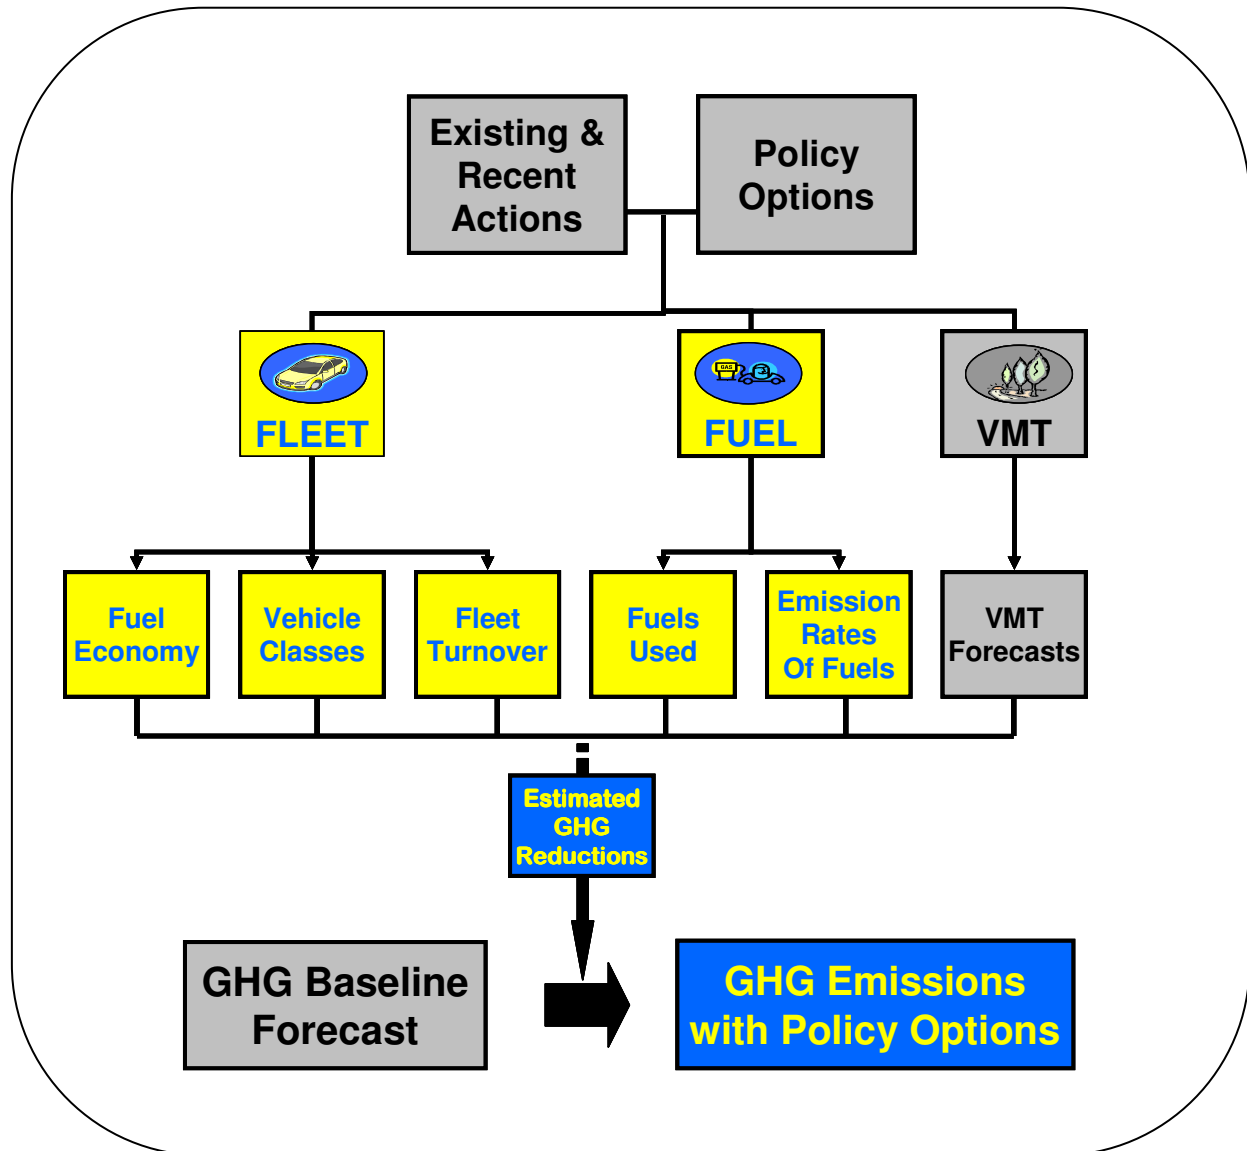 Existing &
Recent
Actions
Policy
Options
GAS
FLEET
FUEL
VMT
Fuel
Economy
Vehicle
Classes
Fleet
Turnover
Fuels
Used
Emission
Rates
Of Fuels
VMT
Forecasts
Estimated
GHG
Reductions
GHG Baseline
Forecast
GHG Emissions
with Policy Options